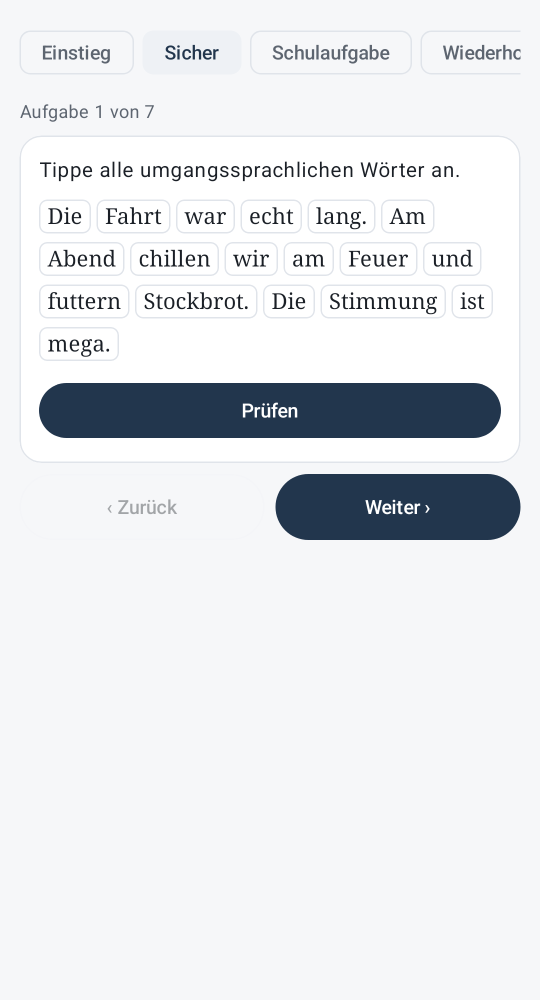 Einstieg Sicher Schulaufgabe Wiederho
Aufgabe 1 von 7
Tippe alle umgangssprachlichen Wörter an.
Die Fahrt war echt lang. Am
Abend chillen wir am Feuer und
futtern Stockbrot. Die Stimmung ist
mega.
Prüfen
‹ Zurück Weiter ›